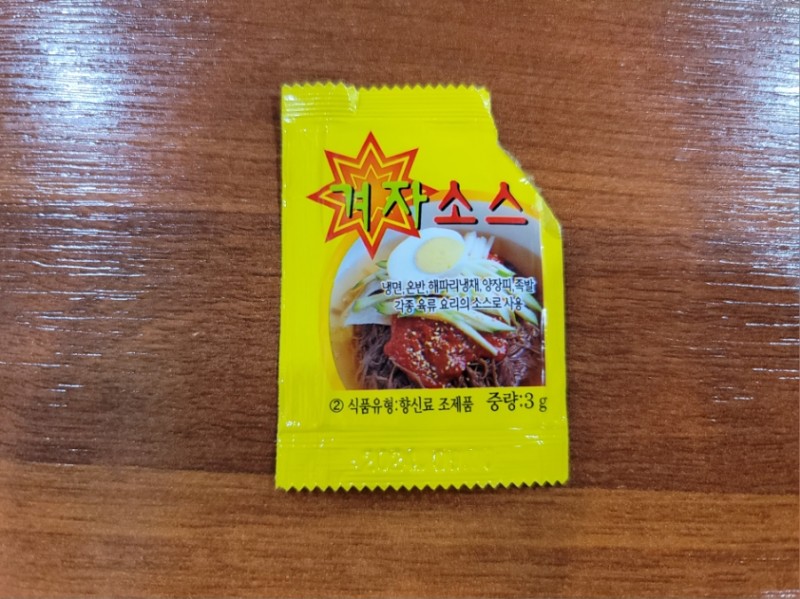 겨자소스
냉면,온반,해파리냉채,양장피,족발
각종 육류 요리의 소스로 사용
② 식품유형:향신료 조제품 중량:3g